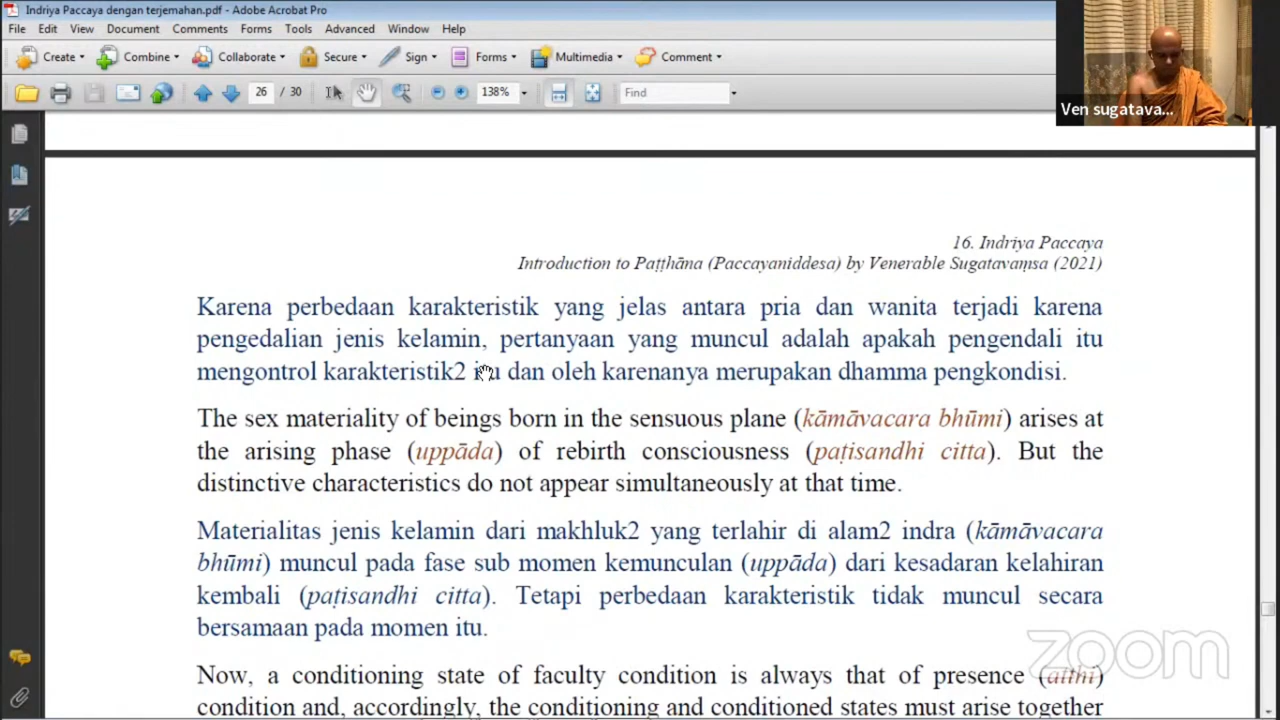 Indriya Paccaya dengan terjemahan.pdf - Adobe Acrobat Pro
File Edit View Document Comments Forms Tools Advanced Window Help
Create Combine Collaborate Secure Sign Forms Multimedia Comment
26 / 30 138% Find
Ven sugatava...
16. Indriya Paccaya
Introduction to Paṭṭhāna (Paccayaniddesa) by Venerable Sugatavaṃsa (2021)
Karena perbedaan karakteristik yang jelas antara pria dan wanita terjadi karena
pengedalian jenis kelamin, pertanyaan yang muncul adalah apakah pengendali itu
mengontrol karakteristik2 itu dan oleh karenanya merupakan dhamma pengkondisi.
The sex materiality of beings born in the sensuous plane (kāmāvacara bhūmi) arises at
the arising phase (uppāda) of rebirth consciousness (paṭisandhi citta). But the
distinctive characteristics do not appear simultaneously at that time.
Materialitas jenis kelamin dari makhluk2 yang terlahir di alam2 indra (kāmāvacara
bhūmi) muncul pada fase sub momen kemunculan (uppāda) dari kesadaran kelahiran
kembali (paṭisandhi citta). Tetapi perbedaan karakteristik tidak muncul secara
bersamaan pada momen itu.
Now, a conditioning state of faculty condition is always that of presence (atthi)
condition and, accordingly, the conditioning and conditioned states must arise together
zoom